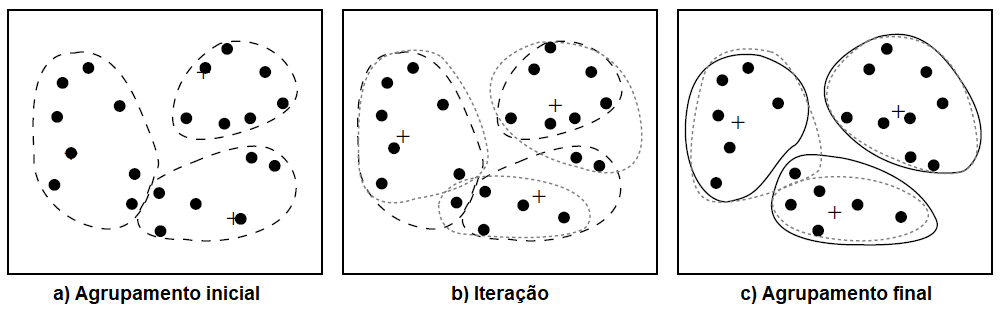 a) Agrupamento inicial
b) Iteração
c) Agrupamento final